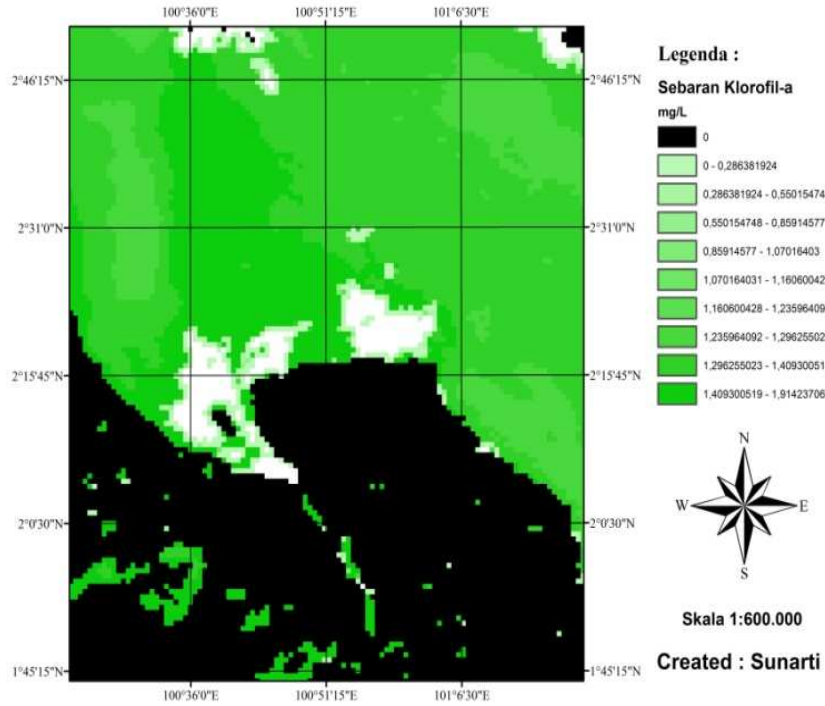 100°36'0"E 100°51'15"E 101°6'30"E
2°46'15"N 2°46'15"N
2°31'0"N 2°31'0"N
2°15'45"N 2°15'45"N
2°0'30"N 2°0'30"N
1°45'15"N 1°45'15"N
100°36'0"E 100°51'15"E 101°6'30"E
Legenda :
Sebaran Klorofil-a
mg/L
0
0 - 0,286381924
0,286381924 - 0,55015474
0,550154748 - 0,85914577
0,85914577 - 1,07016403
1,070164031 - 1,16060042
1,160600428 - 1,23596409
1,235964092 - 1,29625502
1,296255023 - 1,40930051
1,409300519 - 1,91423706
N
W E
S
Skala 1:600.000
Created : Sunarti